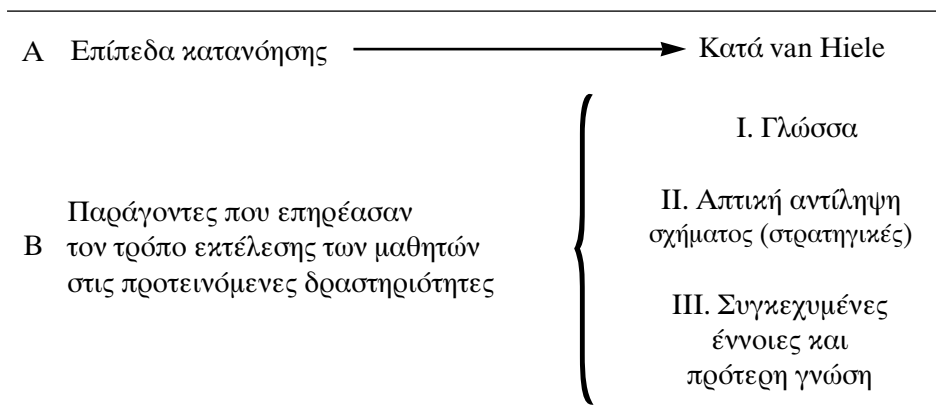 Α Επίπεδα κατανόησης Κατά van Hiele
Β Παράγοντες που επηρέασαν
τον τρόπο εκτέλεσης των μαθητών
στις προτεινόμενες δραστηριότητες
Ι. Γλώσσα
ΙΙ. Απτική αντίληψη
σχήματος (στρατηγικές)
ΙΙΙ. Συγκεχυμένες
έννοιες και
πρότερη γνώση